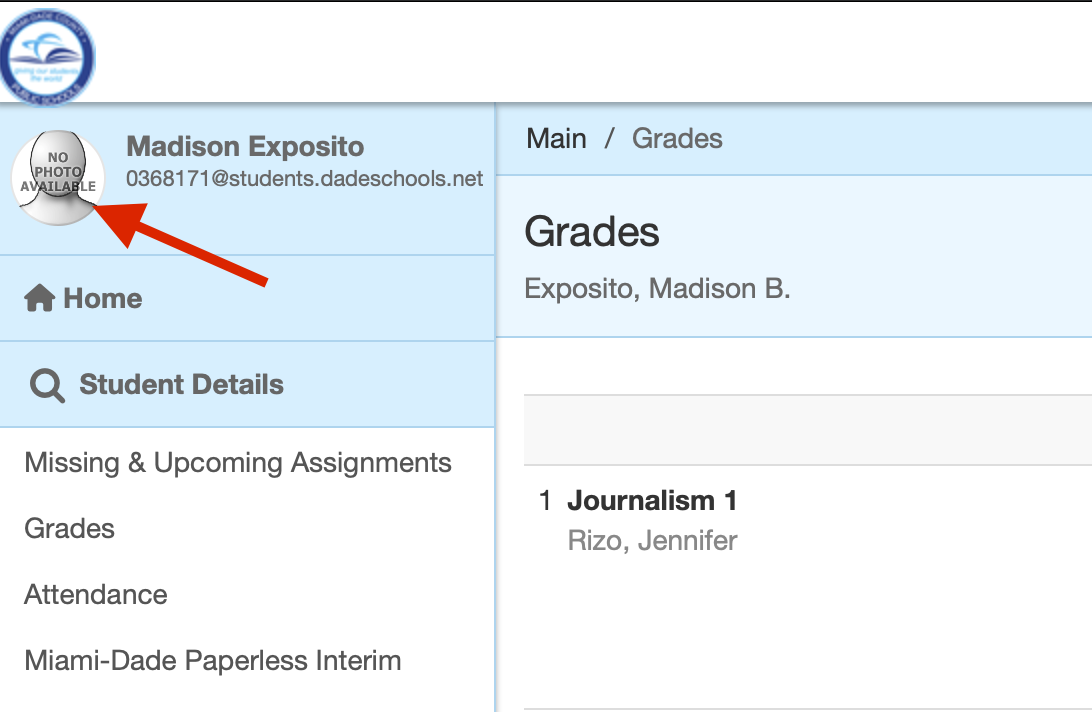 MIAMI-DADE COUNTY
giving our students
the world
PUBLIC SCHOOLS
NO
PHOTO
AVAILABLE
Madison Exposito
0368171@students.dadeschools.net
Home
Student Details
Missing & Upcoming Assignments
Grades
Attendance
Miami-Dade Paperless Interim
Main / Grades
Grades
Exposito, Madison B.
1 Journalism 1
Rizo, Jennifer